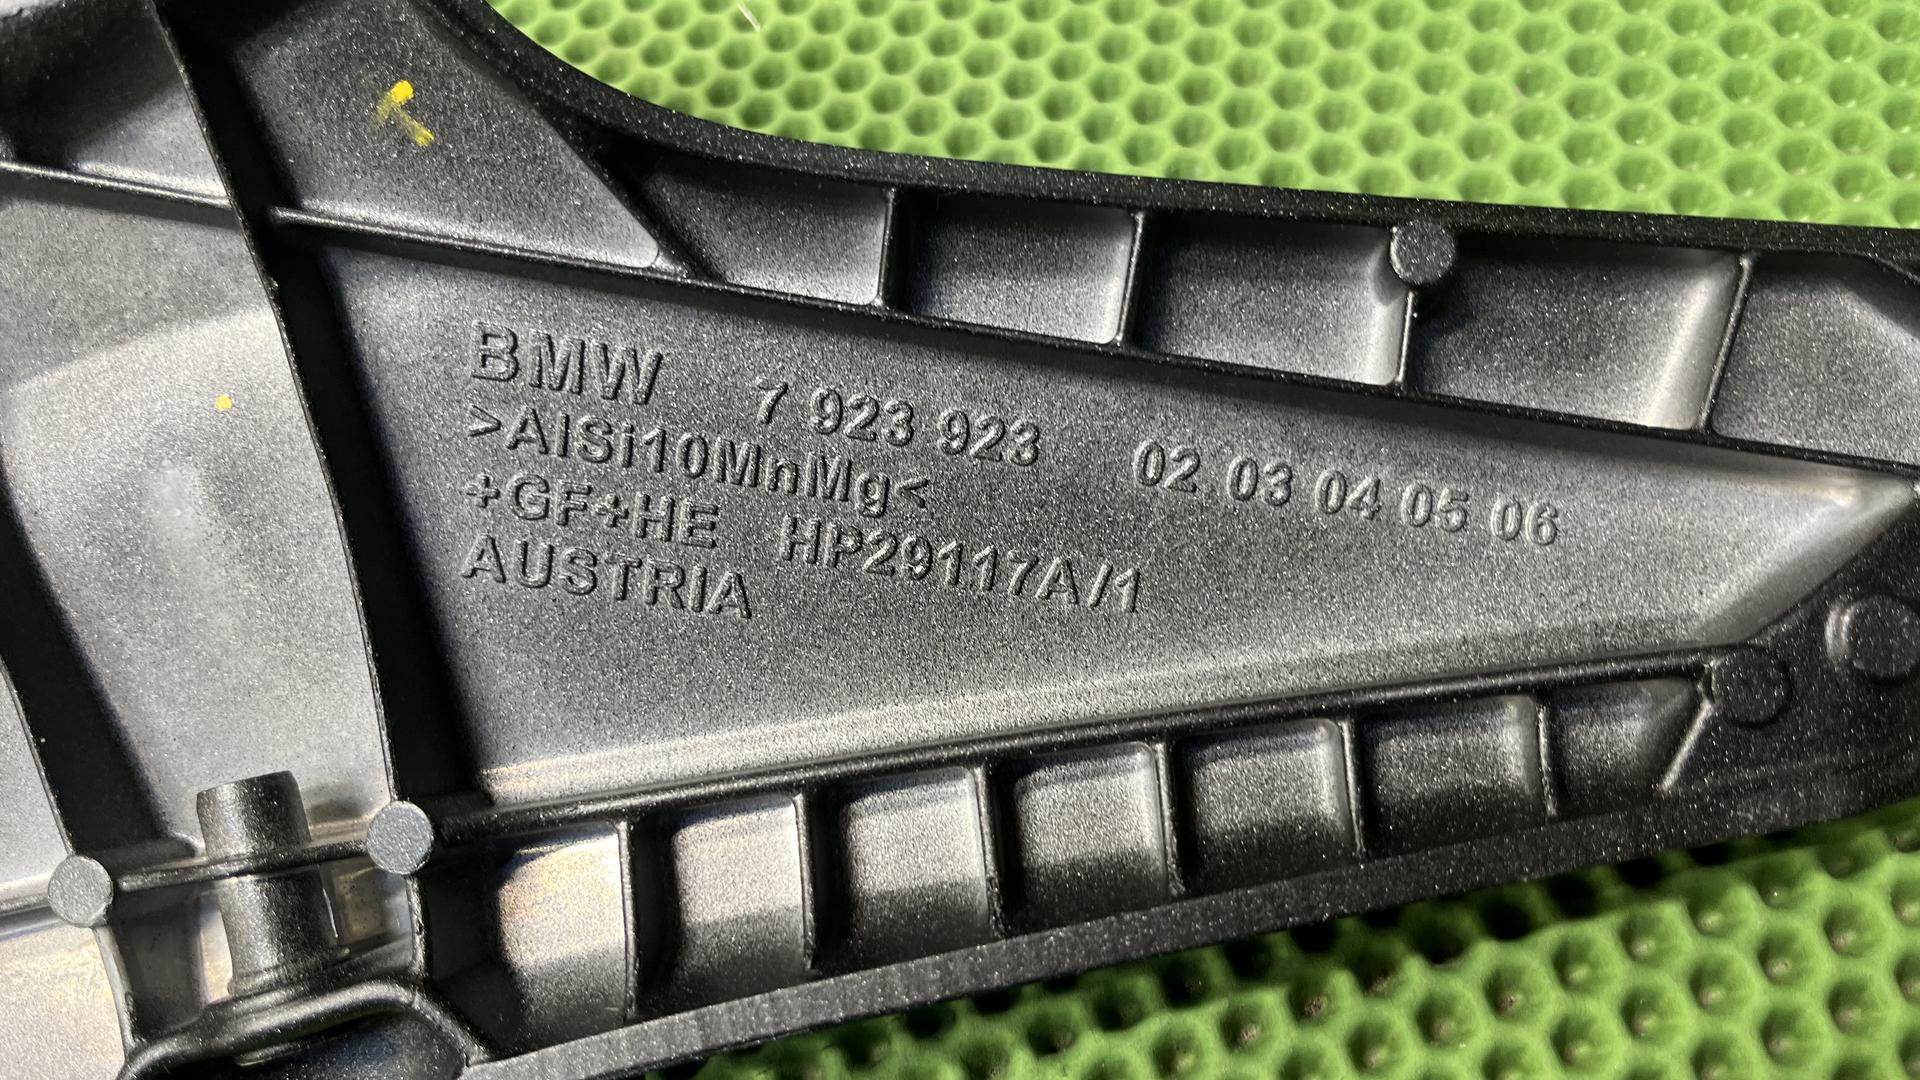 BMW 7 923 923 02 03 04 05 06
>AlSi10MnMg<
+GF+HE HP29117A/1
AUSTRIA